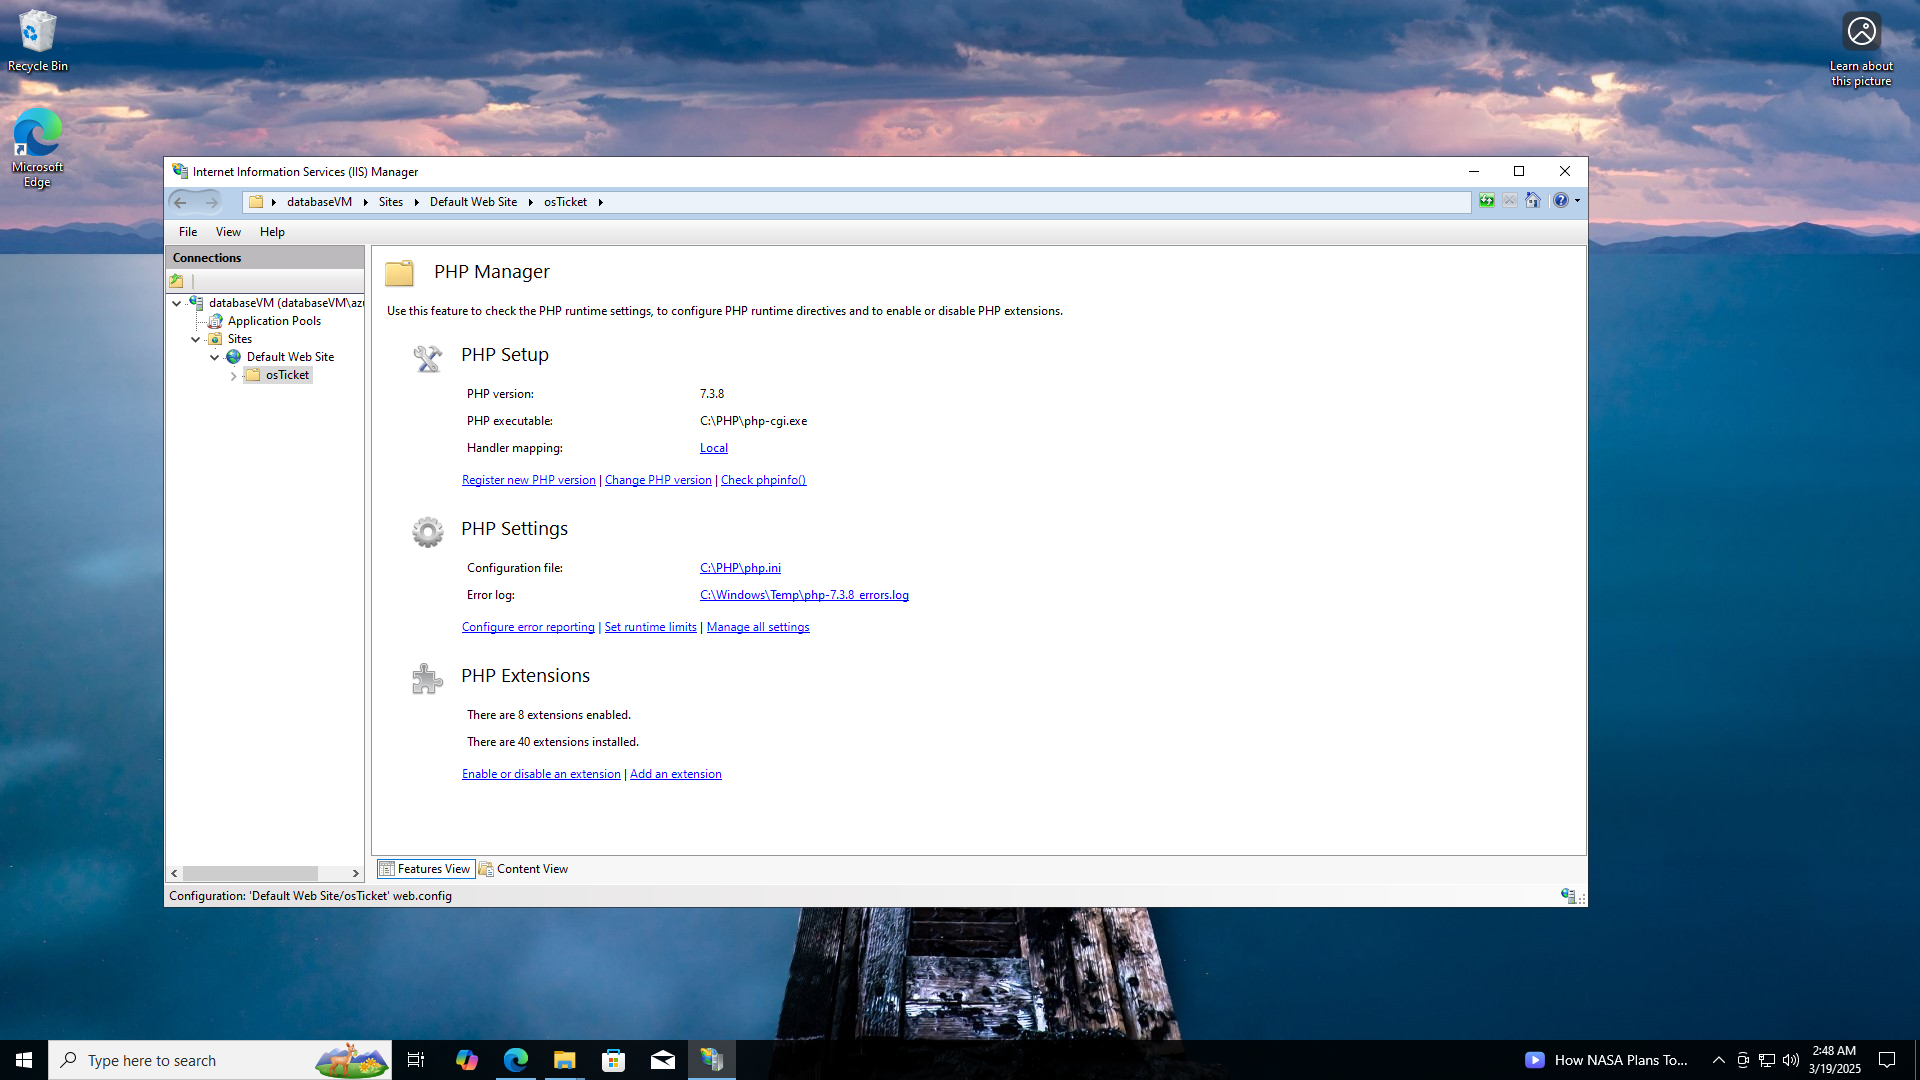 Recycle Bin
Microsoft
Edge
Learn about
this picture
Internet Information Services (IIS) Manager
databaseVM Sites Default Web Site osTicket
File View Help
Connections
databaseVM (databaseVM\azu
Application Pools
Sites
Default Web Site
osTicket
PHP Manager
Use this feature to check the PHP runtime settings, to configure PHP runtime directives and to enable or disable PHP extensions.
PHP Setup
PHP version: 7.3.8
PHP executable: C:\PHP\php-cgi.exe
Handler mapping: Local
Register new PHP version | Change PHP version | Check phpinfo()
PHP Settings
Configuration file: C:\PHP\php.ini
Error log: C:\Windows\Temp\php-7.3.8_errors.log
Configure error reporting | Set runtime limits | Manage all settings
PHP Extensions
There are 8 extensions enabled.
There are 40 extensions installed.
Enable or disable an extension | Add an extension
Features View Content View
Configuration: 'Default Web Site/osTicket' web.config
Type here to search
How NASA Plans To...
2:48 AM
3/19/2025